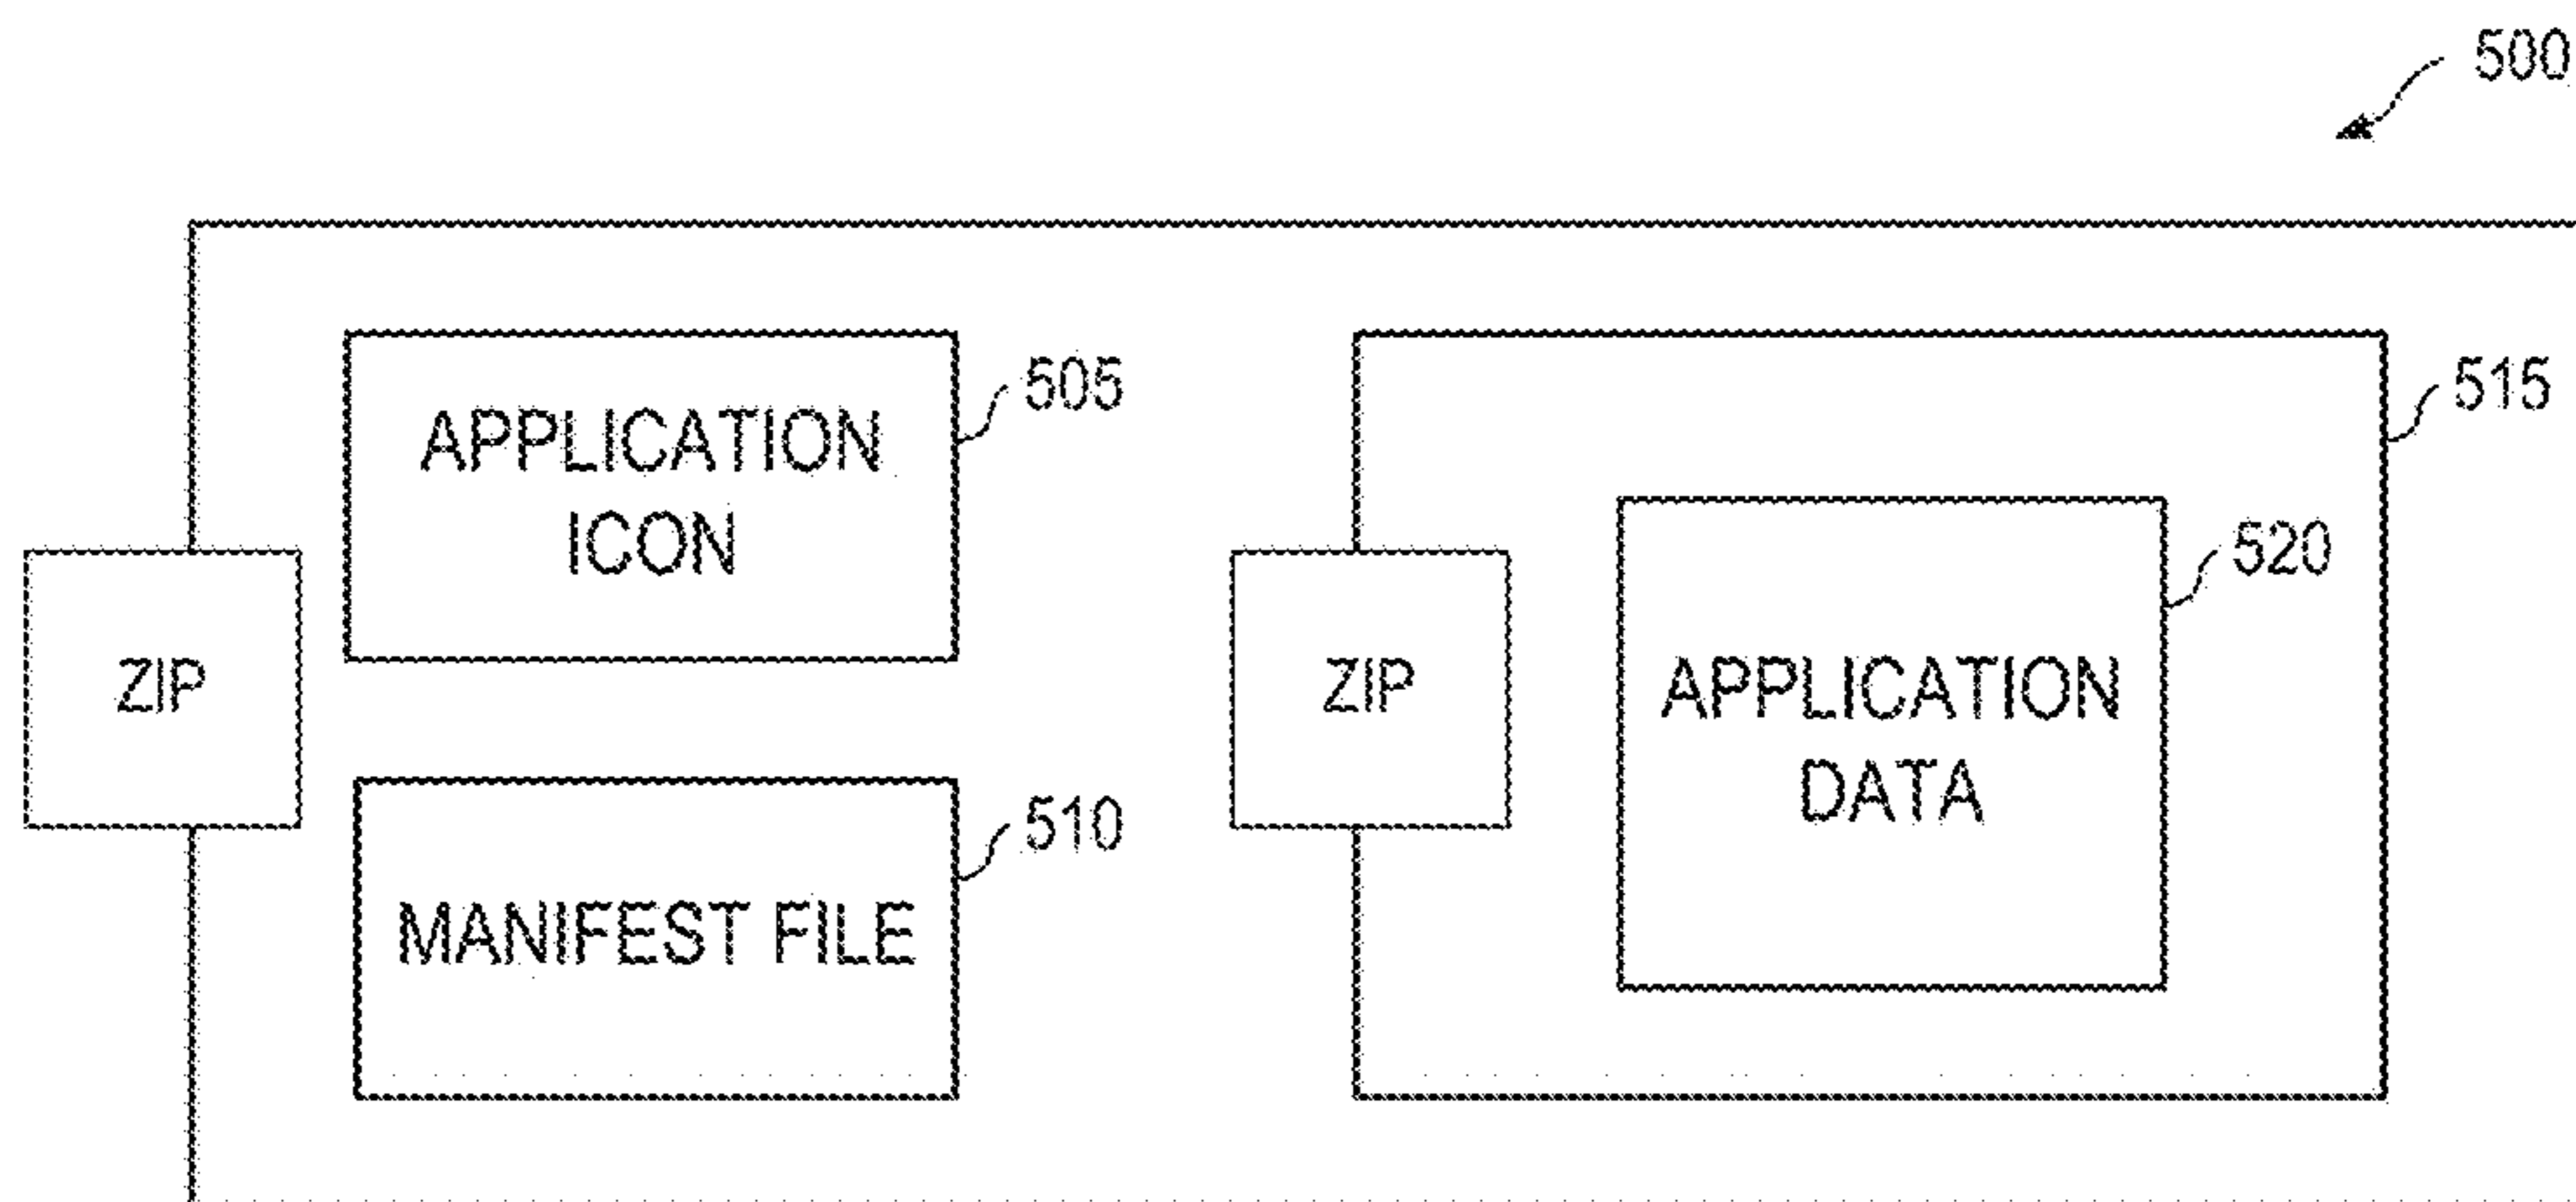 500
APPLICATION
ICON
505
515
520
ZIP
ZIP
APPLICATION
DATA
MANIFEST FILE
510